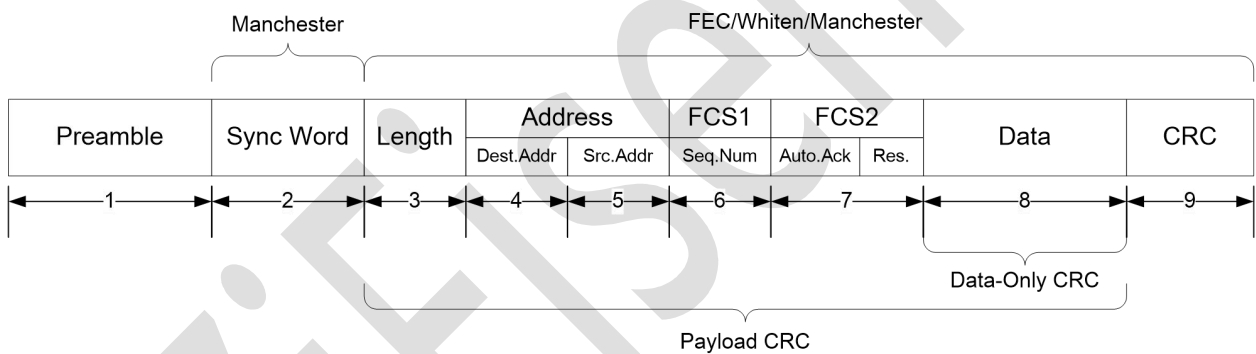 Manchester
FEC/Whiten/Manchester
Preamble
Sync Word
Length
Address
Dest.Addr
Src.Addr
FCS1
Seq.Num
FCS2
Auto.Ack
Res.
Data
CRC
1
2
3
4
5
6
7
8
9
Data-Only CRC
Payload CRC